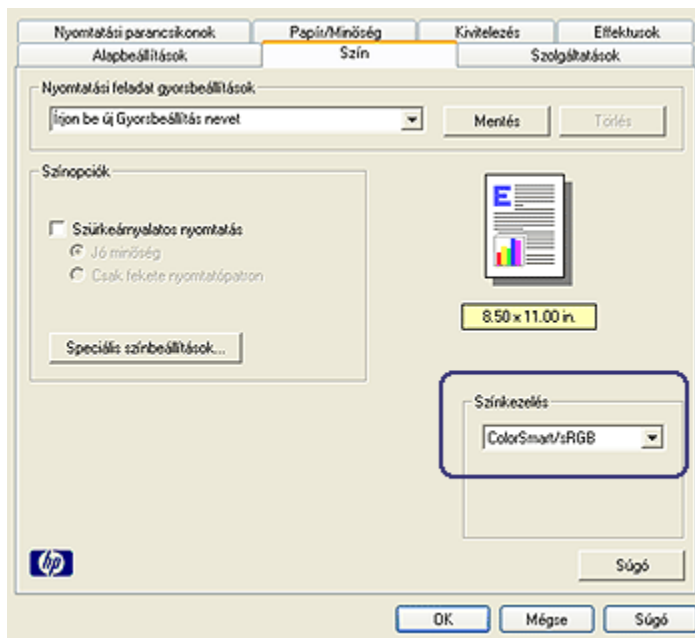 Nyomtatási parancsikonok Papír/Minőség Kivitelezés Effektusok
Alapbeállítások Szín Szolgáltatások
Nyomtatási feladat gyorsbeállítások
Írjon be új Gyorsbeállítás nevet Mentés Törlés
Színopciók
Szürkeárnyalatos nyomtatás
Jó minőség
Csak fekete nyomtatópatron
E
8.50 x 11.00 in.
Speciális színbeállítások...
Színkezelés
ColorSmart/sRGB
hp
Súgó
OK Mégse Súgó